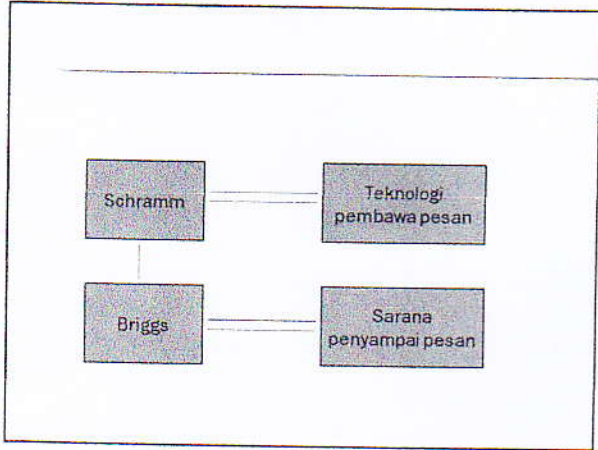 Schramm
Teknologi
pembawa pesan
Briggs
Sarana
penyampai pesan